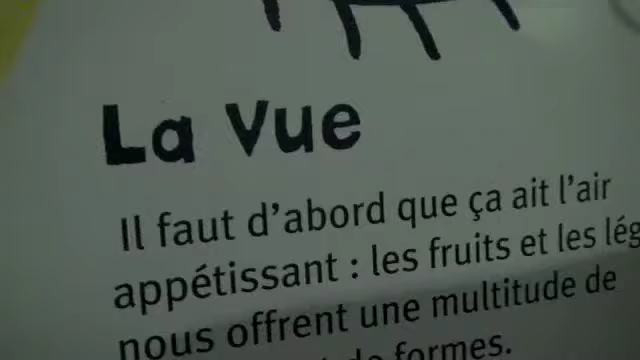 La Vue
Il faut d'abord que ça ait l'air
appétissant : les fruits et les lég
nous offrent une multitude de
de formes.